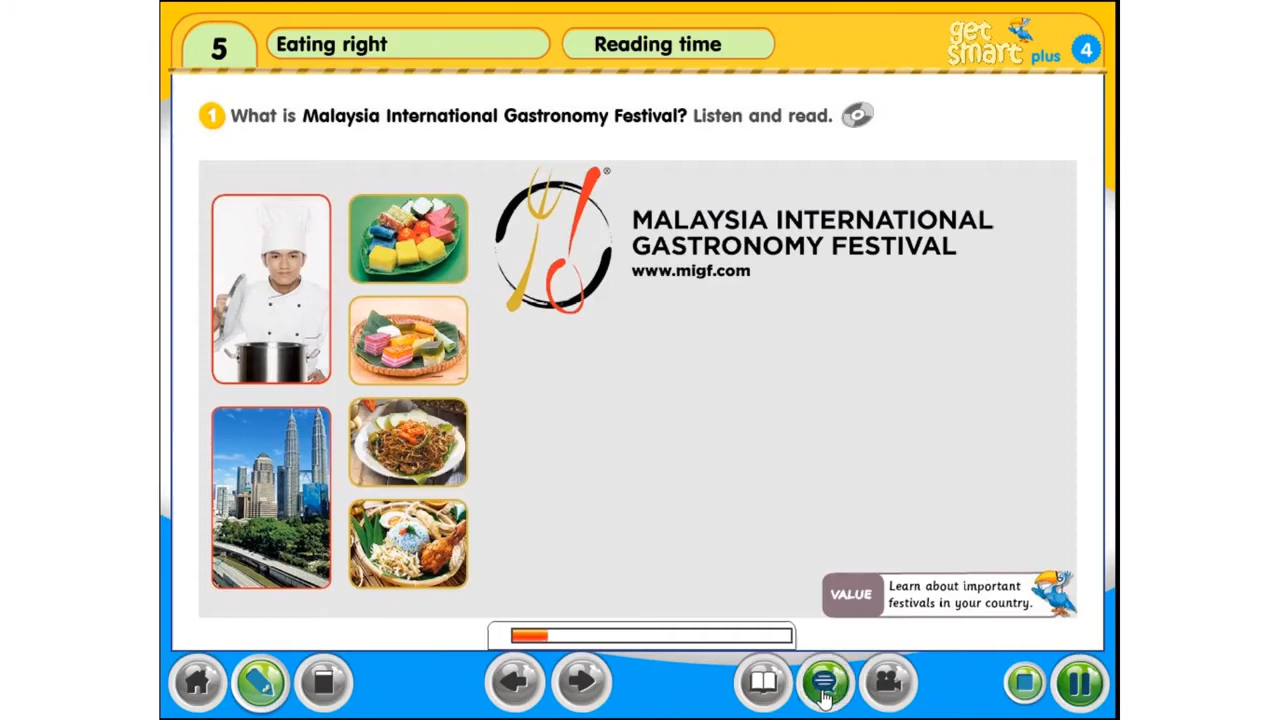 5
Eating right
Reading time
get
smart
plus
4
1 What is Malaysia International Gastronomy Festival? Listen and read.
®
MALAYSIA INTERNATIONAL
GASTRONOMY FESTIVAL
www.migf.com
VALUE
Learn about important
festivals in your country.